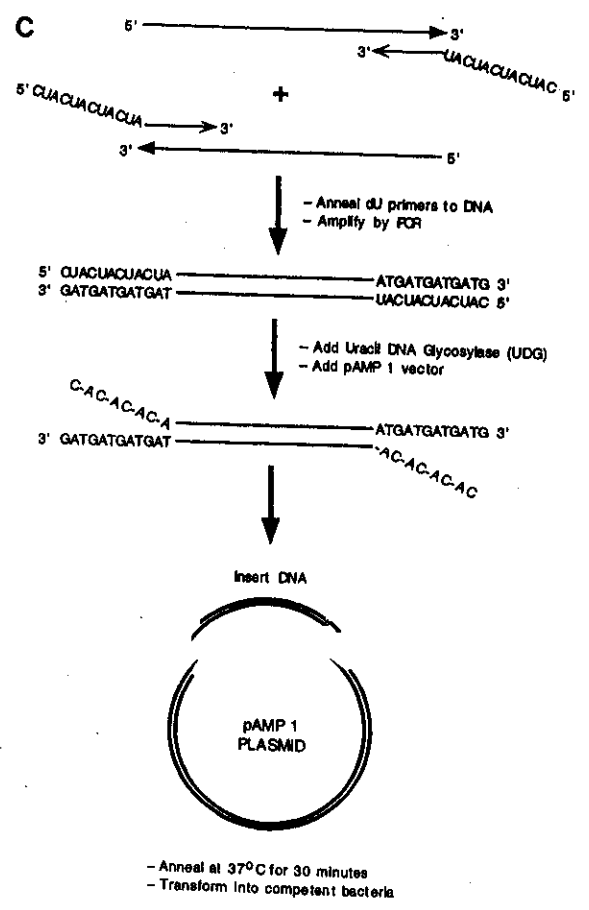 C
5' 3'
3' UACUACUACUAC 5'
+
5' CUACUACUACUA 3'
3' 5'
– Anneal dU primers to DNA
– Amplify by PCR
5' CUACUACUACUA ATGATGATGATG 3'
3' GATGATGATGAT UACUACUACUAC 5'
– Add Uracil DNA Glycosylase (UDG)
– Add pAMP 1 vector
C-AC-AC-AC-A ATGATGATGATG 3'
3' GATGATGATGAT -AC-AC-AC-AC
Insert DNA
pAMP 1
PLASMID
– Anneal at 37°C for 30 minutes
– Transform into competent bacteria